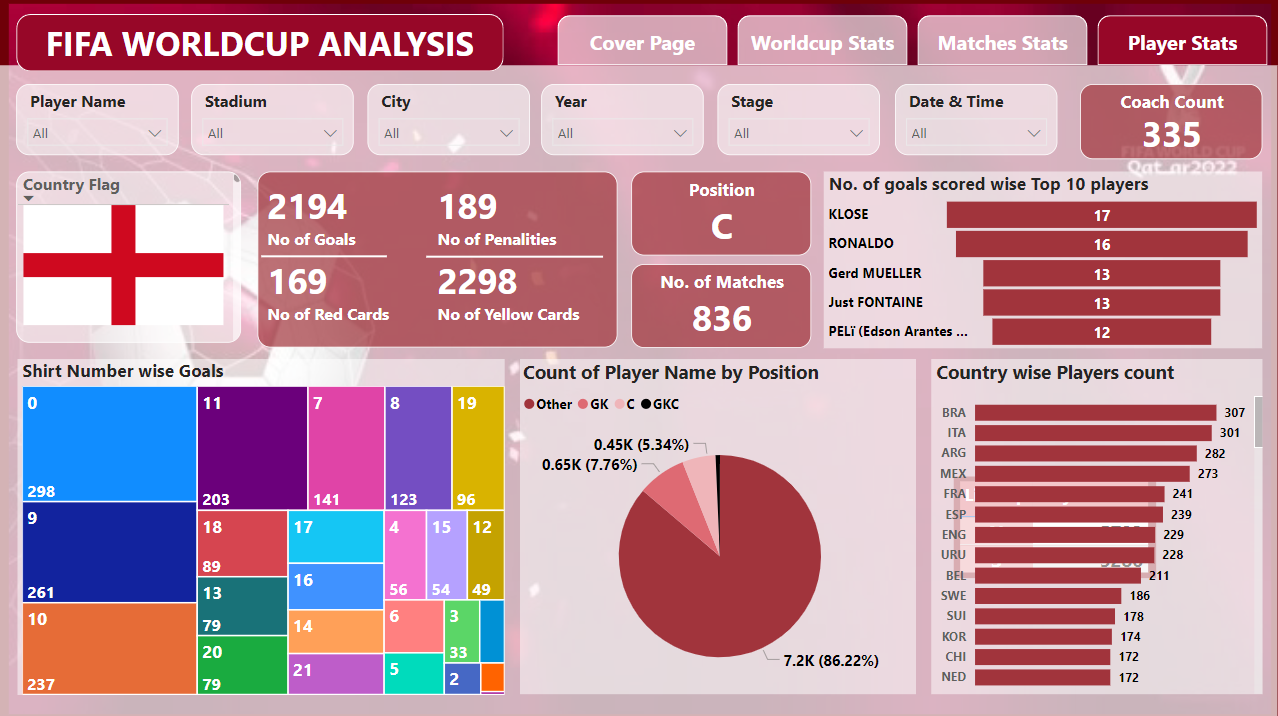 FIFA WORLDCUP ANALYSIS
Cover Page
Worldcup Stats
Matches Stats
Player Stats
Player Name
All
Stadium
All
City
All
Year
All
Stage
All
Date & Time
All
Coach Count
335
FIFA WORLD CUP
Qat_ar2022
Country Flag
2194
No of Goals
189
No of Penalities
169
No of Red Cards
2298
No of Yellow Cards
Position
C
No. of Matches
836
No. of goals scored wise Top 10 players
KLOSE 17
RONALDO 16
Gerd MUELLER 13
Just FONTAINE 13
PELï (Edson Arantes ... 12
Shirt Number wise Goals
0
298
9
261
10
237
11
203
7
141
8
123
19
96
18
89
13
79
20
79
17
16
14
21
4
56
15
54
12
49
6
5
3
33
2
Count of Player Name by Position
Other GK C GKC
0.45K (5.34%)
0.65K (7.76%)
7.2K (86.22%)
Country wise Players count
BRA 307
ITA 301
ARG 282
MEX 273
FRA 241
ESP 239
ENG 229
URU 228
BEL 211
SWE 186
SUI 178
KOR 174
CHI 172
NED 172